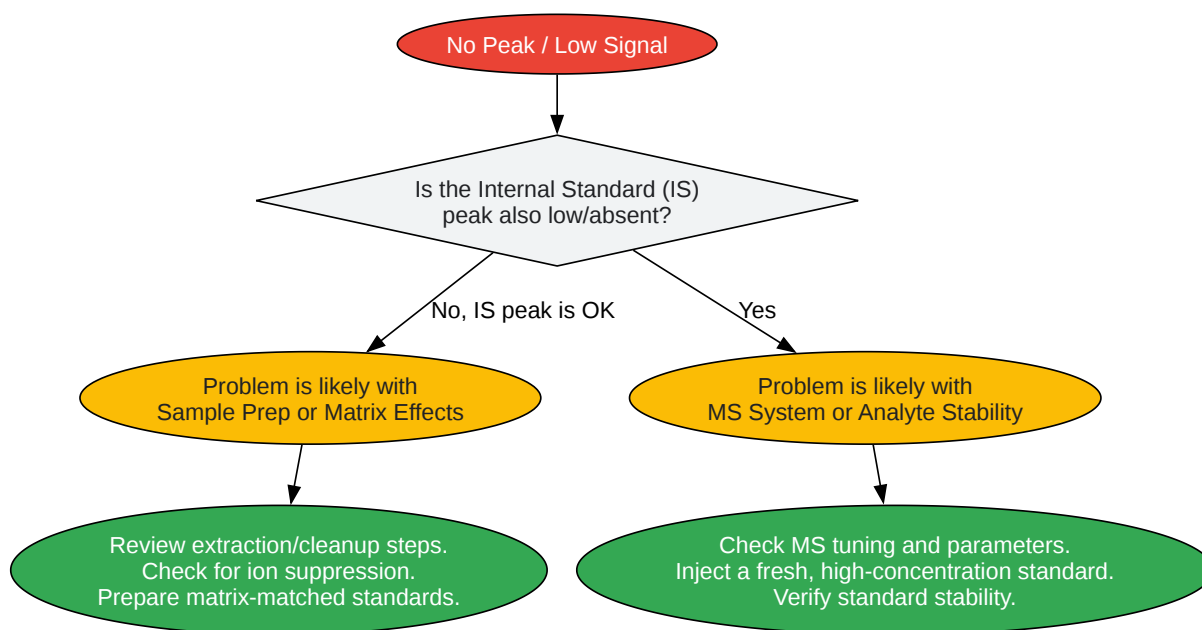 No Peak / Low Signal
Is the Internal Standard (IS)
peak also low/absent?
No, IS peak is OK
Yes
Problem is likely with
Sample Prep or Matrix Effects
Problem is likely with
MS System or Analyte Stability
Review extraction/cleanup steps.
Check for ion suppression.
Prepare matrix-matched standards.
Check MS tuning and parameters.
Inject a fresh, high-concentration standard.
Verify standard stability.